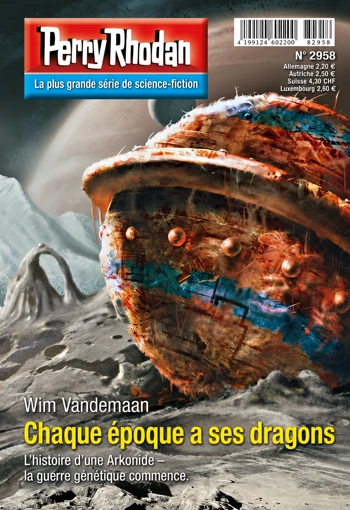 Perry Rhodan
La plus grande série de science-fiction
4 199124 602200
82958
N° 2958
Allemagne 2,20 €
Autriche 2,50 €
Suisse 4,30 CHF
Luxembourg 2,60 €
Wim Vandemaan
Chaque époque a ses dragons
L'histoire d'une Arkonide –
la guerre génétique commence.